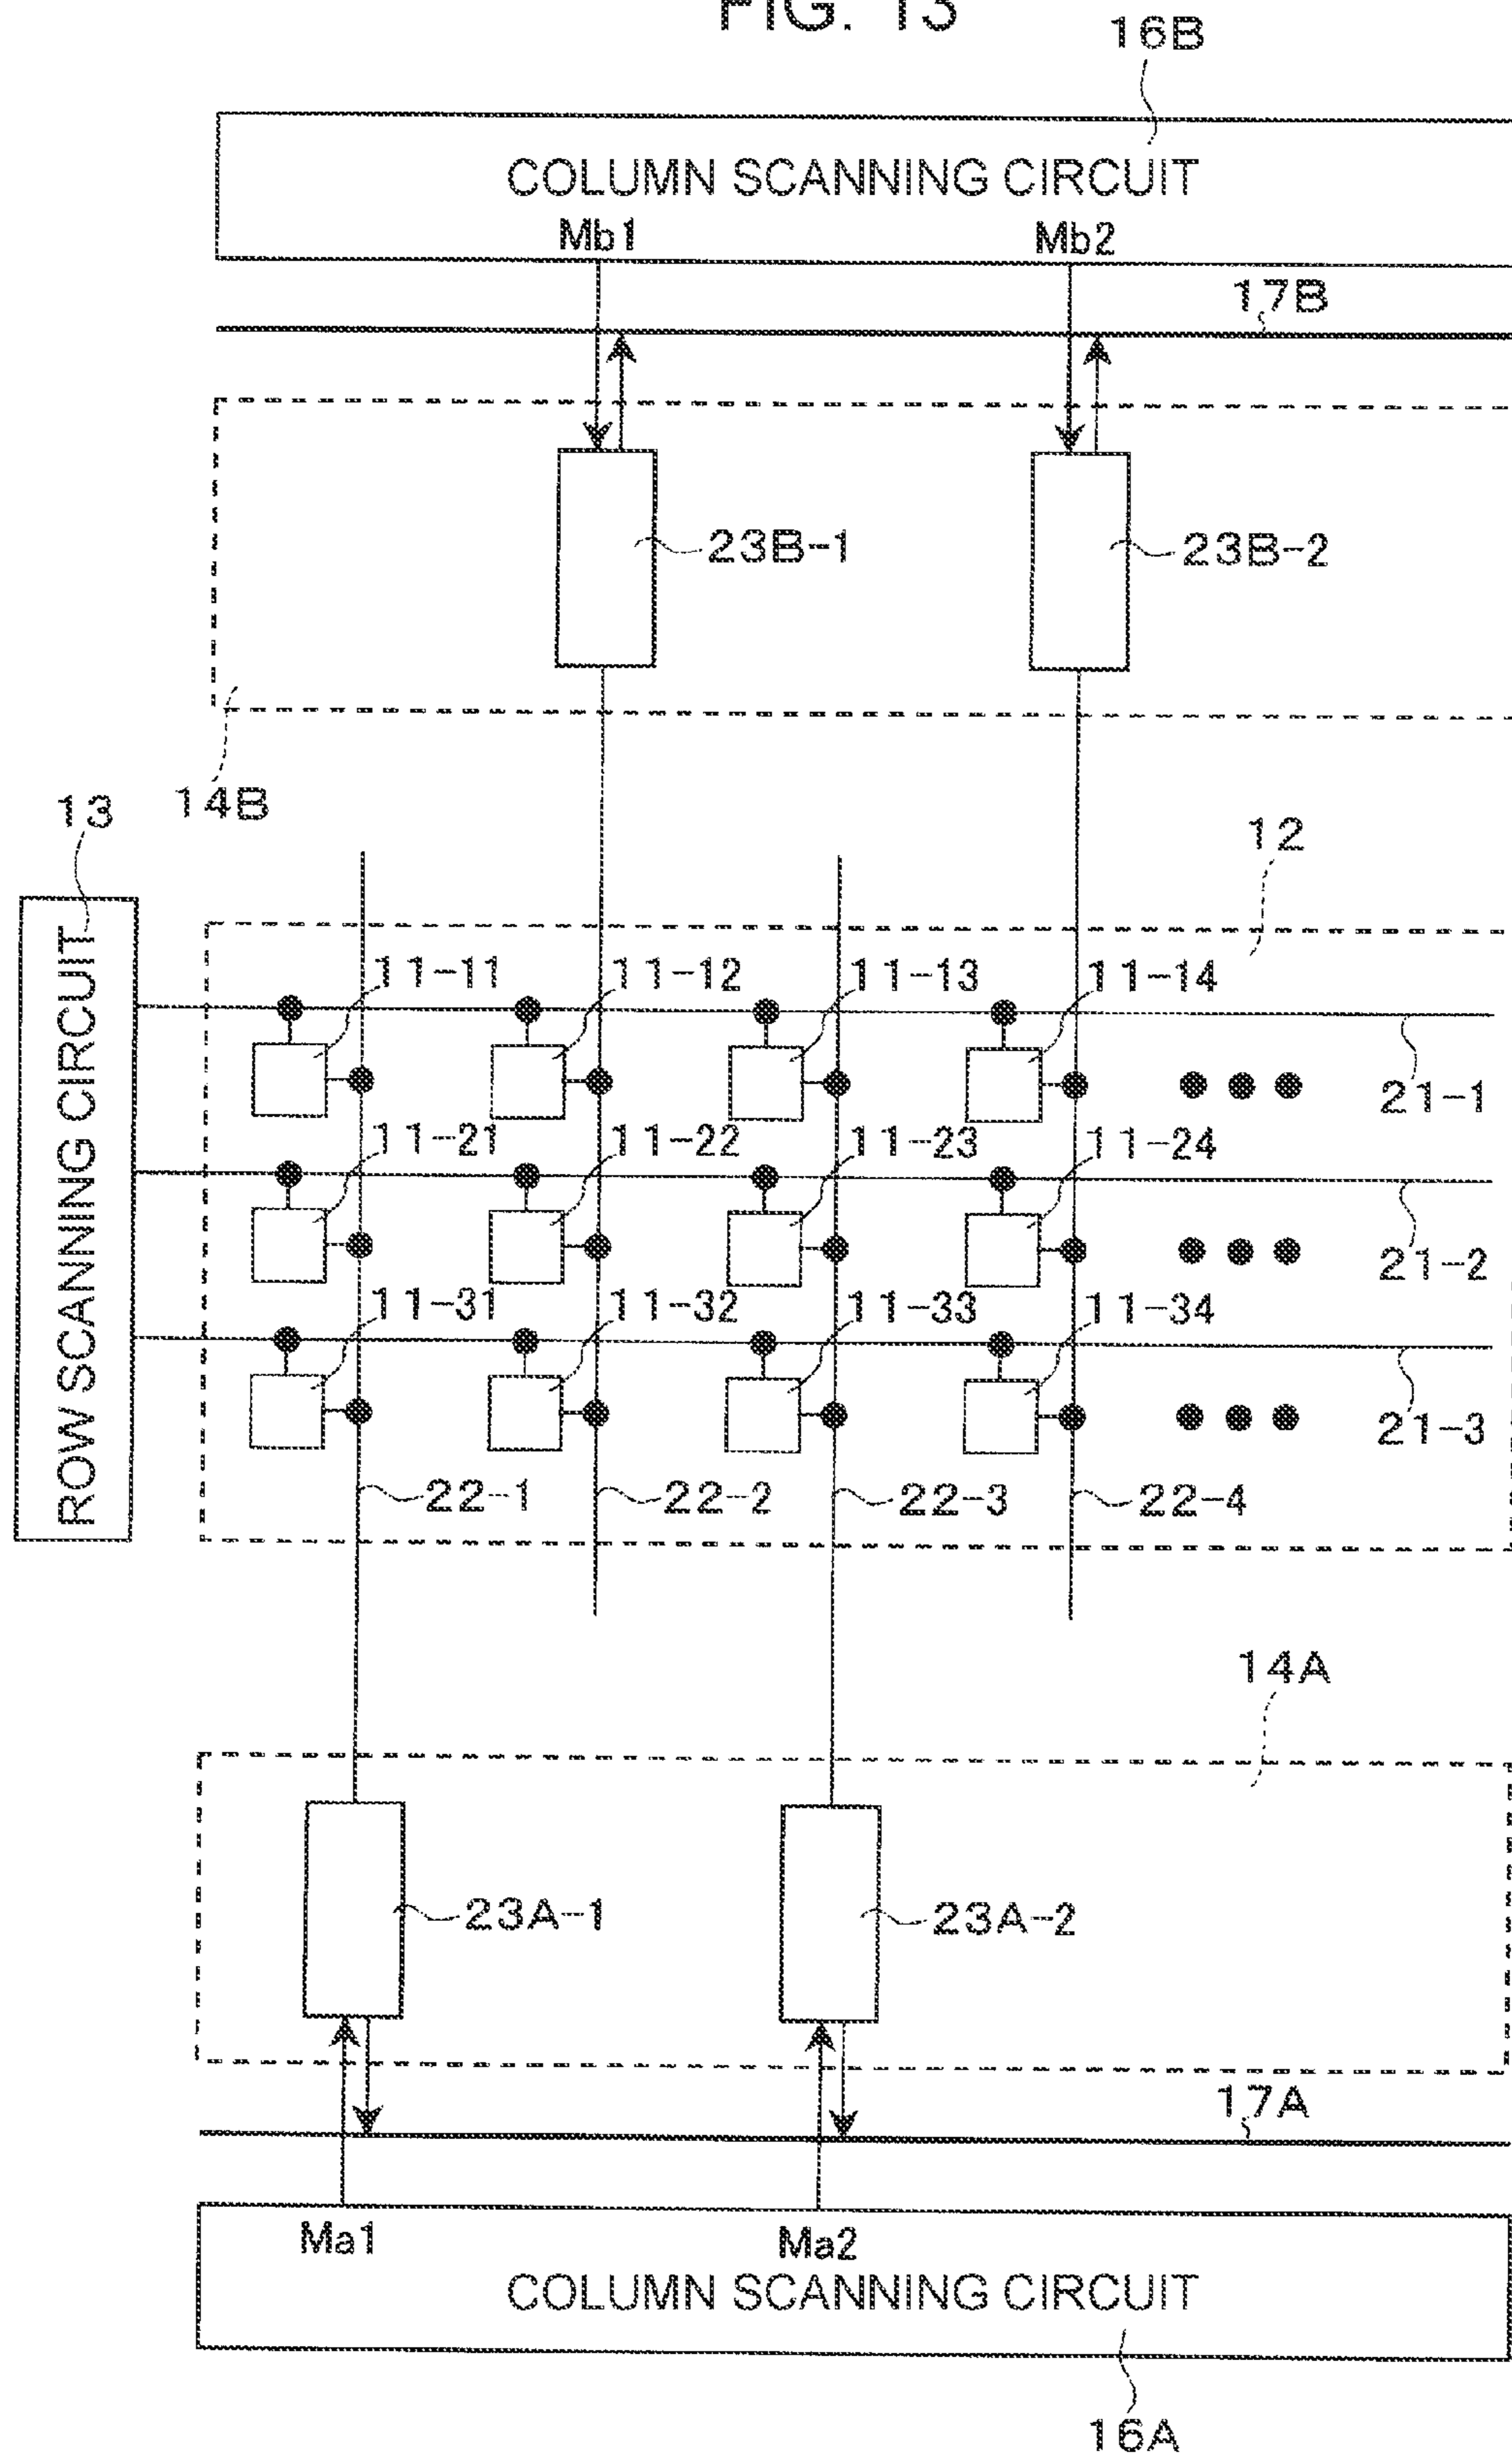 FIG. 13
16B
COLUMN SCANNING CIRCUIT
Mb1 Mb2
17B
23B-1 23B-2
14B
13
12
ROW SCANNING CIRCUIT
11-11 11-12 11-13 11-14
21-1
11-21 11-22 11-23 11-24
21-2
11-31 11-32 11-33 11-34
21-3
22-1 22-2 22-3 22-4
14A
23A-1 23A-2
17A
Ma1 Ma2
COLUMN SCANNING CIRCUIT
16A